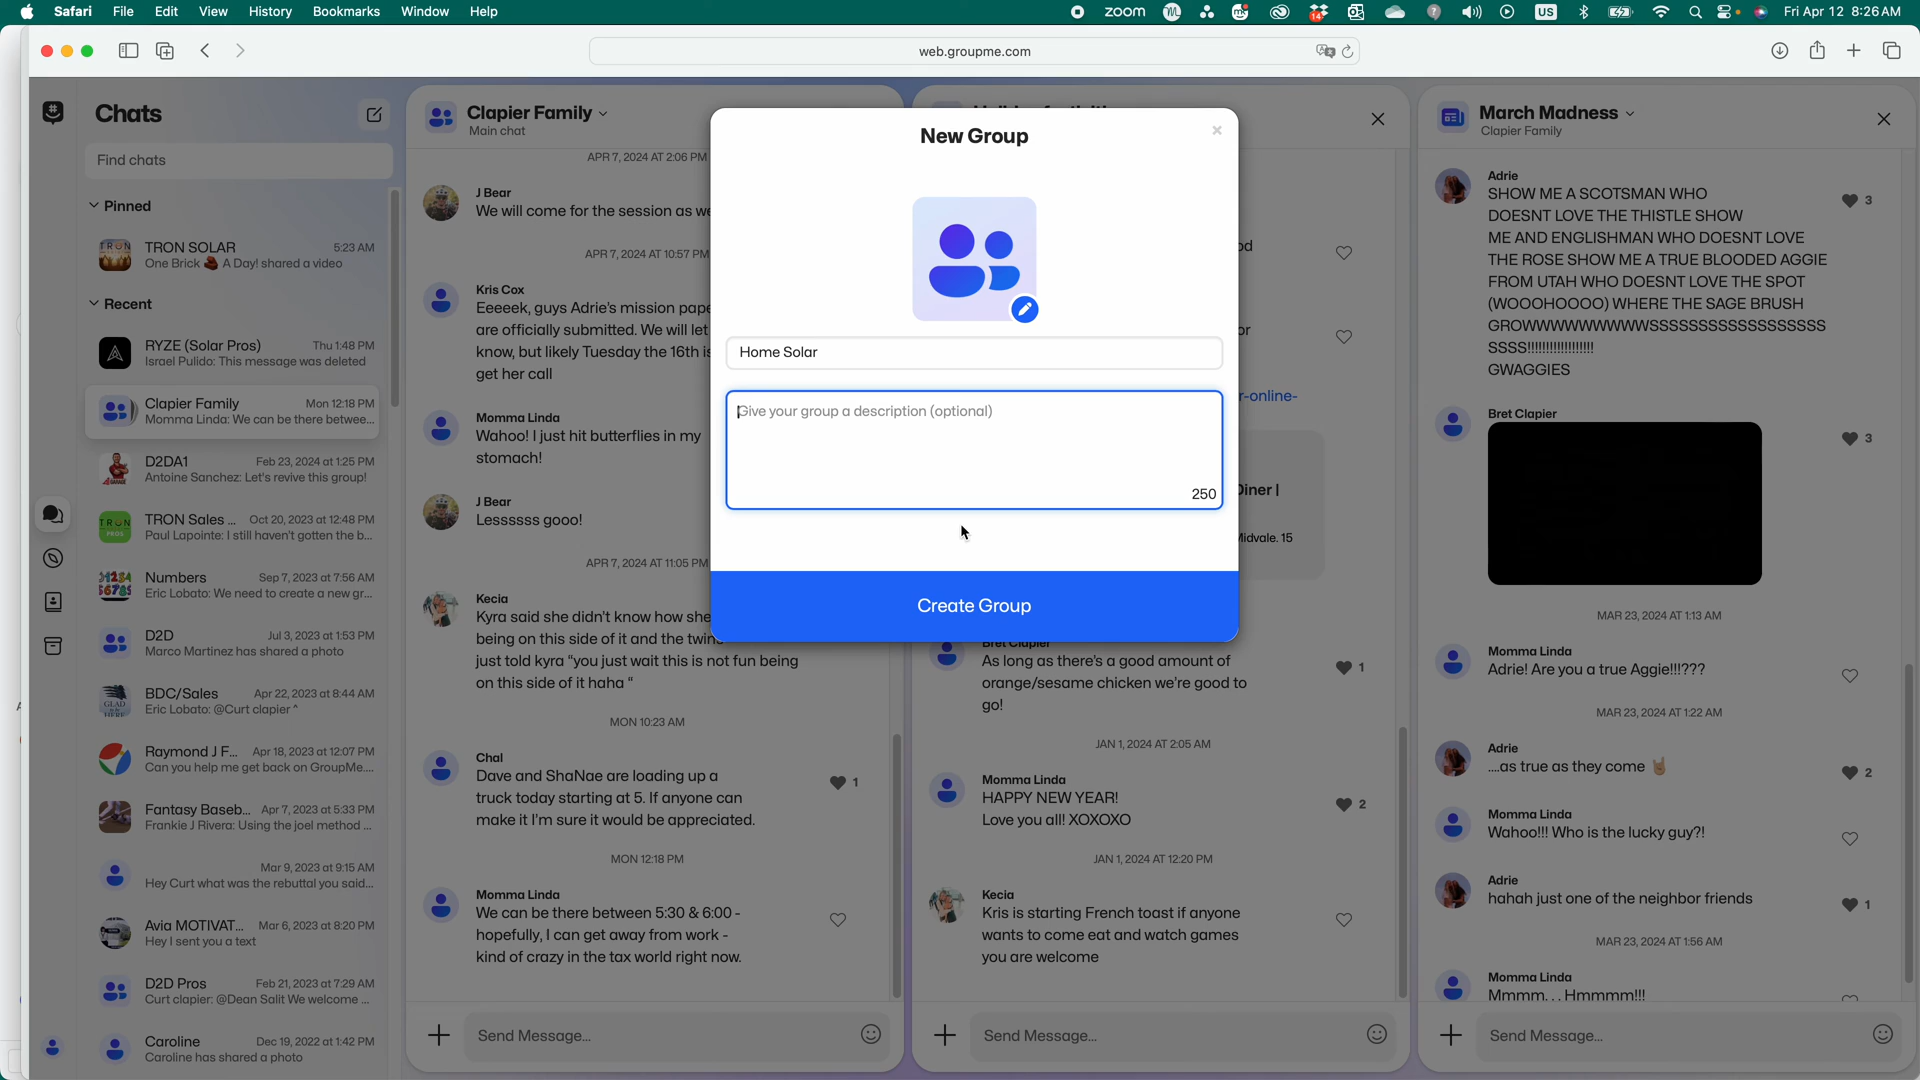 Safari File Edit View History Bookmarks Window Help
zoom
14
US
Fri Apr 12 8:26 AM
web.groupme.com
Chats
Find chats
Pinned
TRON SOLAR 5:23 AM
One Brick 🧱 A Day! shared a video
Recent
RYZE (Solar Pros) Thu 1:48 PM
Israel Pulido: This message was deleted
Clapier Family Mon 12:18 PM
Momma Linda: We can be there betwee...
D2DA1 Feb 23, 2024 at 1:25 PM
Antoine Sanchez: Let's revive this group!
TRON Sales ... Oct 20, 2023 at 12:48 PM
Paul Lapointe: I still haven't gotten the b...
Numbers Sep 7, 2023 at 7:56 AM
Eric Lobato: We need to create a new gr...
D2D Jul 3, 2023 at 1:53 PM
Marco Martinez has shared a photo
BDC/Sales Apr 22, 2023 at 8:44 AM
Eric Lobato: @Curt clapier ^
Raymond J F... Apr 18, 2023 at 12:07 PM
Can you help me get back on GroupMe....
Fantasy Baseb... Apr 7, 2023 at 5:33 PM
Frankie J Rivera: Using the joel method ...
Mar 9, 2023 at 9:15 AM
Hey Curt what was the rebuttal you said...
Avia MOTIVAT... Mar 6, 2023 at 8:20 PM
Hey I sent you a text
D2D Pros Feb 21, 2023 at 7:29 AM
Curt clapier: @Dean Salit We welcome ...
Caroline Dec 19, 2022 at 1:42 PM
Caroline has shared a photo
Clapier Family
Main chat
APR 7, 2024 AT 2:06 PM
J Bear
We will come for the session as we
APR 7, 2024 AT 10:57 PM
Kris Cox
Eeeeek, guys Adrie's mission pape
are officially submitted. We will let
know, but likely Tuesday the 16th is
get her call
Momma Linda
Wahoo! I just hit butterflies in my
stomach!
J Bear
Lessssss gooo!
APR 7, 2024 AT 11:05 PM
Kecia
Kyra said she didn't know how she
being on this side of it and the twin
just told kyra "you just wait this is not fun being
on this side of it haha "
MON 10:23 AM
Chal
Dave and ShaNae are loading up a
truck today starting at 5. If anyone can
make it I'm sure it would be appreciated.
1
MON 12:18 PM
Momma Linda
We can be there between 5:30 & 6:00 -
hopefully, I can get away from work -
kind of crazy in the tax world right now.
Send Message...
New Group
Home Solar
Give your group a description (optional)
250
Create Group
od
or
r-online-
Diner |
Midvale. 15
Bret Clapier
As long as there's a good amount of
orange/sesame chicken we're good to
go!
1
JAN 1, 2024 AT 2:05 AM
Momma Linda
HAPPY NEW YEAR!
Love you all! XOXOXO
2
JAN 1, 2024 AT 12:20 PM
Kecia
Kris is starting French toast if anyone
wants to come eat and watch games
you are welcome
Send Message...
March Madness
Clapier Family
Adrie
SHOW ME A SCOTSMAN WHO
DOESNT LOVE THE THISTLE SHOW
ME AND ENGLISHMAN WHO DOESNT LOVE
THE ROSE SHOW ME A TRUE BLOODED AGGIE
FROM UTAH WHO DOESNT LOVE THE SPOT
(WOOOHOOOO) WHERE THE SAGE BRUSH
GROWWWWWWWWWSSSSSSSSSSSSSSSSSS
SSSS!!!!!!!!!!!!!!!!!
GWAGGIES
3
Bret Clapier
3
MAR 23, 2024 AT 1:13 AM
Momma Linda
Adrie! Are you a true Aggie!!!???
MAR 23, 2024 AT 1:22 AM
Adrie
....as true as they come 🤘🏼
2
Momma Linda
Wahoo!!! Who is the lucky guy?!
Adrie
hahah just one of the neighbor friends
1
MAR 23, 2024 AT 1:56 AM
Momma Linda
Mmmm. . . Hmmmm!!!
Send Message...